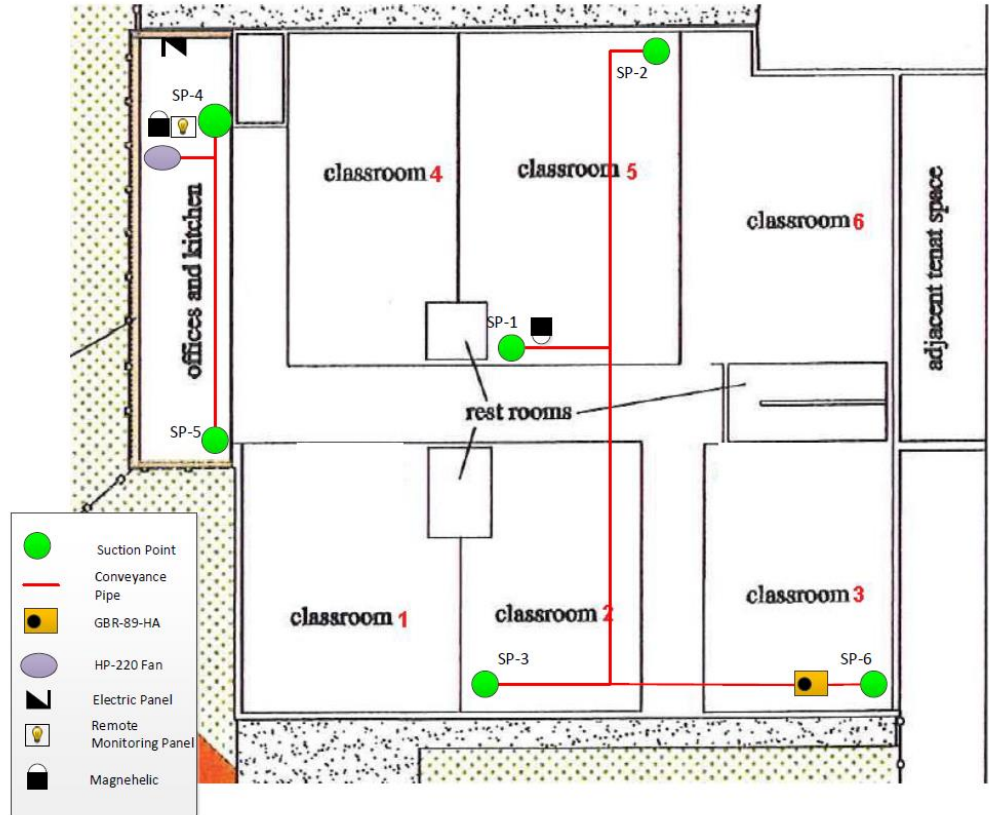 SP-4
SP-2
classroom 4
classroom 5
classroom 6
offices and kitchen
adjacent tenat space
SP-1
rest rooms
SP-5
classroom 1
classroom 2
classroom 3
SP-3
SP-6
Suction Point
Conveyance
Pipe
GBR-89-HA
HP-220 Fan
Electric Panel
Remote
Monitoring Panel
Magnehelic